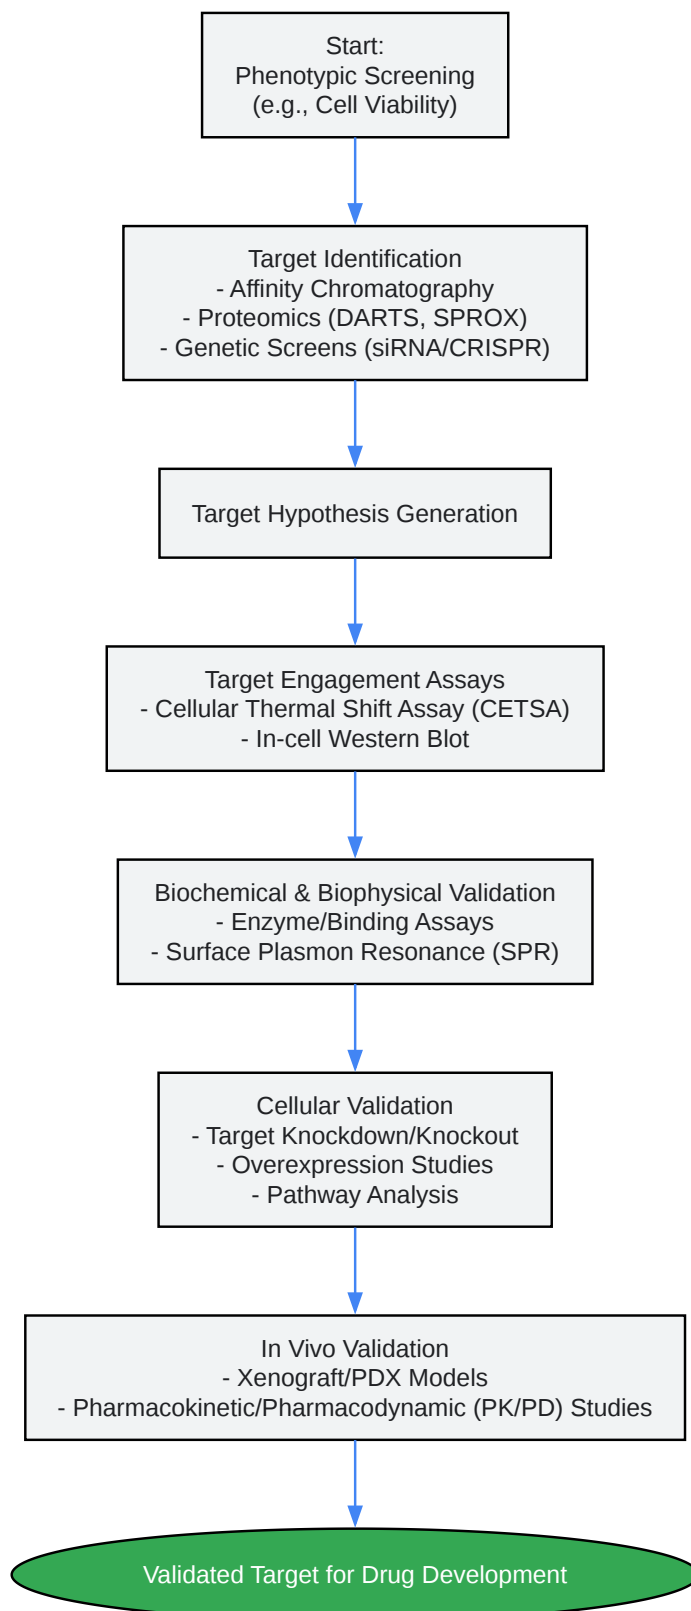 Start:
Phenotypic Screening
(e.g., Cell Viability)
Target Identification
- Affinity Chromatography
- Proteomics (DARTS, SPROX)
- Genetic Screens (siRNA/CRISPR)
Target Hypothesis Generation
Target Engagement Assays
- Cellular Thermal Shift Assay (CETSA)
- In-cell Western Blot
Biochemical & Biophysical Validation
- Enzyme/Binding Assays
- Surface Plasmon Resonance (SPR)
Cellular Validation
- Target Knockdown/Knockout
- Overexpression Studies
- Pathway Analysis
In Vivo Validation
- Xenograft/PDX Models
- Pharmacokinetic/Pharmacodynamic (PK/PD) Studies
Validated Target for Drug Development